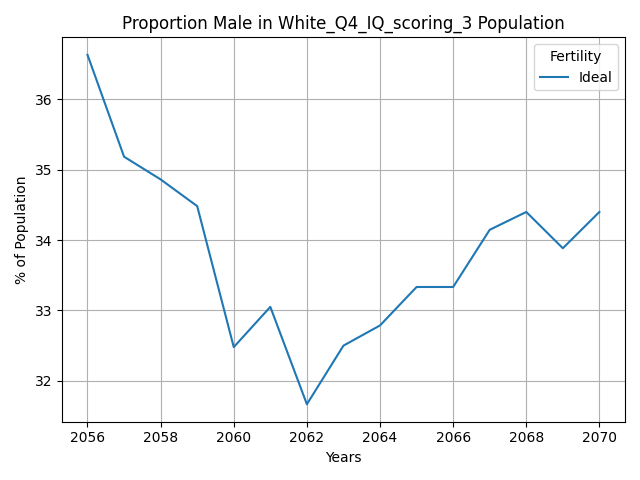 Proportion Male in White_Q4_IQ_scoring_3 Population
Fertility
Ideal
36
35
34
33
32
% of Population
2056 2058 2060 2062 2064 2066 2068 2070
Years